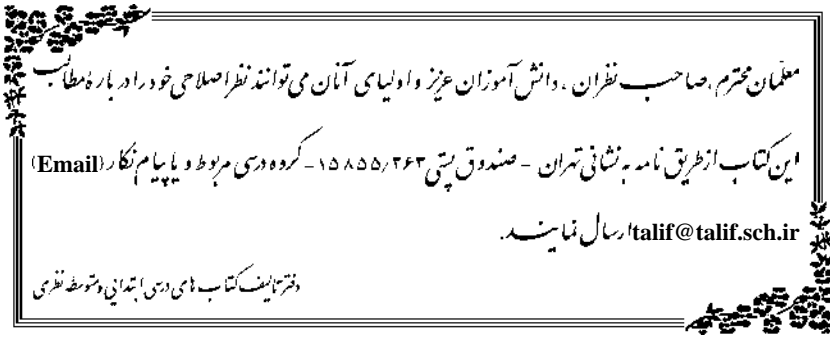 معلّمان محترم، صاحب نظران، دانش آموزان عزیز و اولیای آنان می توانند نظر اصلاحی خود را در بارهٔ مطالب
این کتاب از طریق نامه به نشانی تهران - صندوق پستی ۱۵۸۵۵/۳۶۳ - گروه درسی مربوط و یا پیام نگار (Email)
talif@talif.sch.ir ارسال نمایند.
دفتر تألیف کتاب های درسی ابتدایی و متوسطه نظری